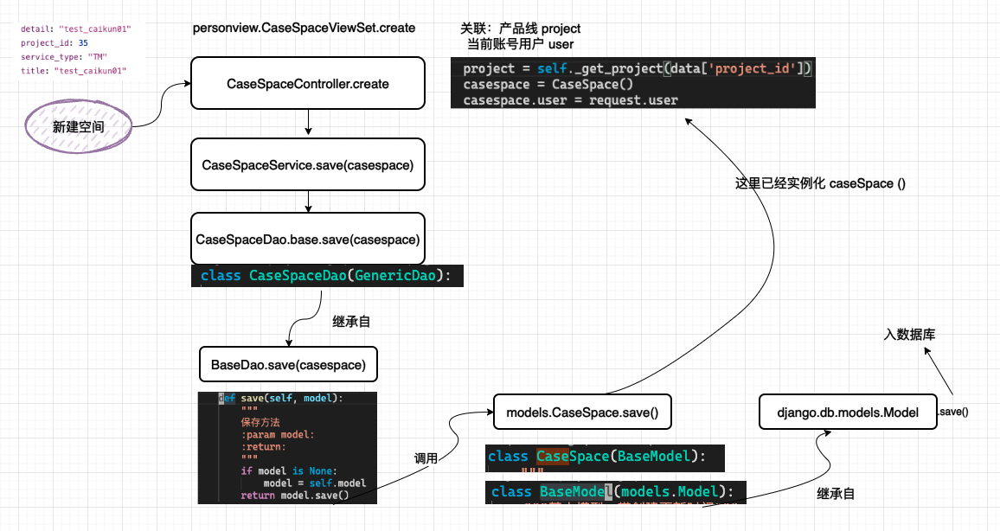 detail: "test_caikun01"
project_id: 35
service_type: "TM"
title: "test_caikun01"
新建空间
personview.CaseSpaceViewSet.create
CaseSpaceController.create
CaseSpaceService.save(casespace)
CaseSpaceDao.base.save(casespace)
class CaseSpaceDao(GenericDao):
继承自
BaseDao.save(casespace)
def save(self, model):
"""
保存方法
:param model:
:return:
"""
if model is None:
model = self.model
return model.save()
调用
关联：产品线 project
当前账号用户 user
project = self._get_project(data['project_id'])
casespace = CaseSpace()
casespace.user = request.user
这里已经实例化 caseSpace ()
models.CaseSpace.save()
class CaseSpace(BaseModel):
class BaseModel(models.Model):
继承自
django.db.models.Model
.save()
入数据库